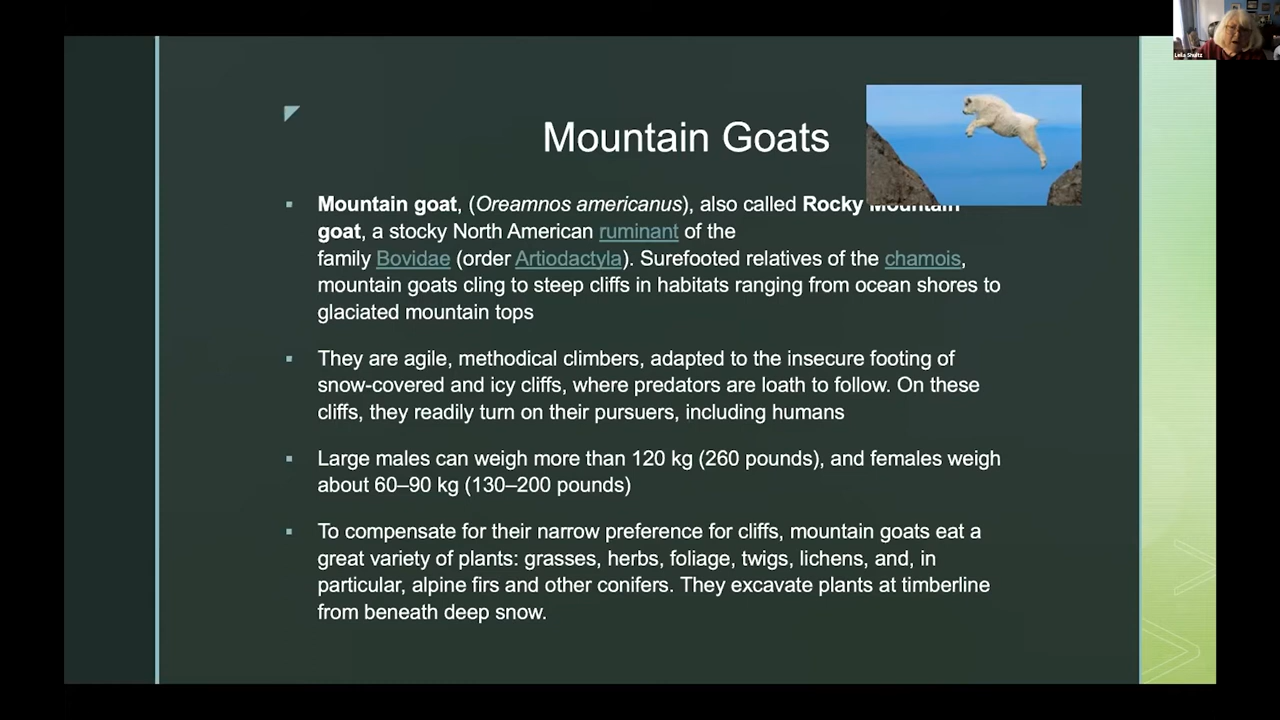 Leila Shultz
Mountain Goats
Mountain goat, (Oreamnos americanus), also called Rocky Mountain
goat, a stocky North American ruminant of the
family Bovidae (order Artiodactyla). Surefooted relatives of the chamois,
mountain goats cling to steep cliffs in habitats ranging from ocean shores to
glaciated mountain tops
They are agile, methodical climbers, adapted to the insecure footing of
snow-covered and icy cliffs, where predators are loath to follow. On these
cliffs, they readily turn on their pursuers, including humans
Large males can weigh more than 120 kg (260 pounds), and females weigh
about 60–90 kg (130–200 pounds)
To compensate for their narrow preference for cliffs, mountain goats eat a
great variety of plants: grasses, herbs, foliage, twigs, lichens, and, in
particular, alpine firs and other conifers. They excavate plants at timberline
from beneath deep snow.